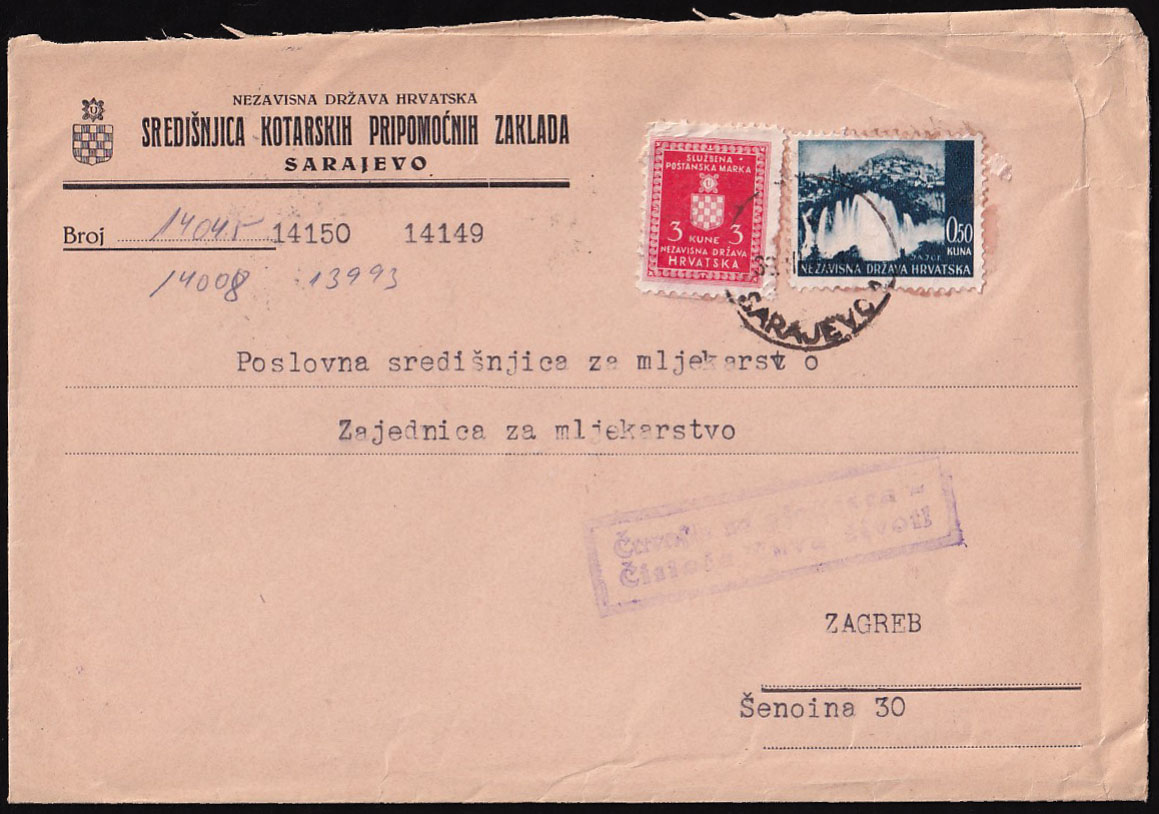 NEZAVISNA DRŽAVA HRVATSKA
SREDIŠNJICA KOTARSKIH PRIPOMOĆNIH ZAKLADA
SARAJEVO
U
Broj 14150 14149
14008 13993
SLUŽBENA
POŠTANSKA MARKA
U
3 3
KUNE
NEZAVISNA DRŽAVA
HRVATSKA
JAJCE
0,50
KUNA
NEZAVISNA DRŽAVA HRVATSKA
SARAJEVO
Poslovna središnjica za mljekarst o
Zajednica za mljekarstvo
ZAGREB
Šenoina 30